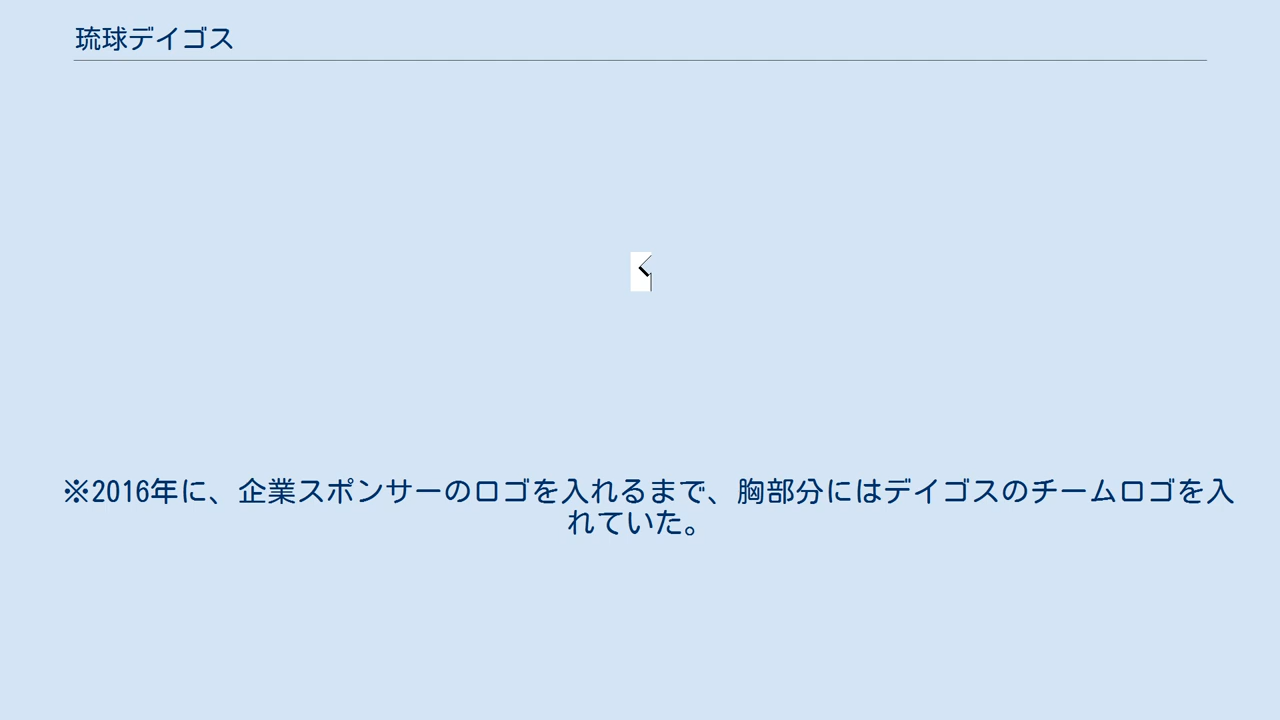 琉球デイゴス
※2016年に、企業スポンサーのロゴを入れるまで、胸部分にはデイゴスのチームロゴを入
れていた。